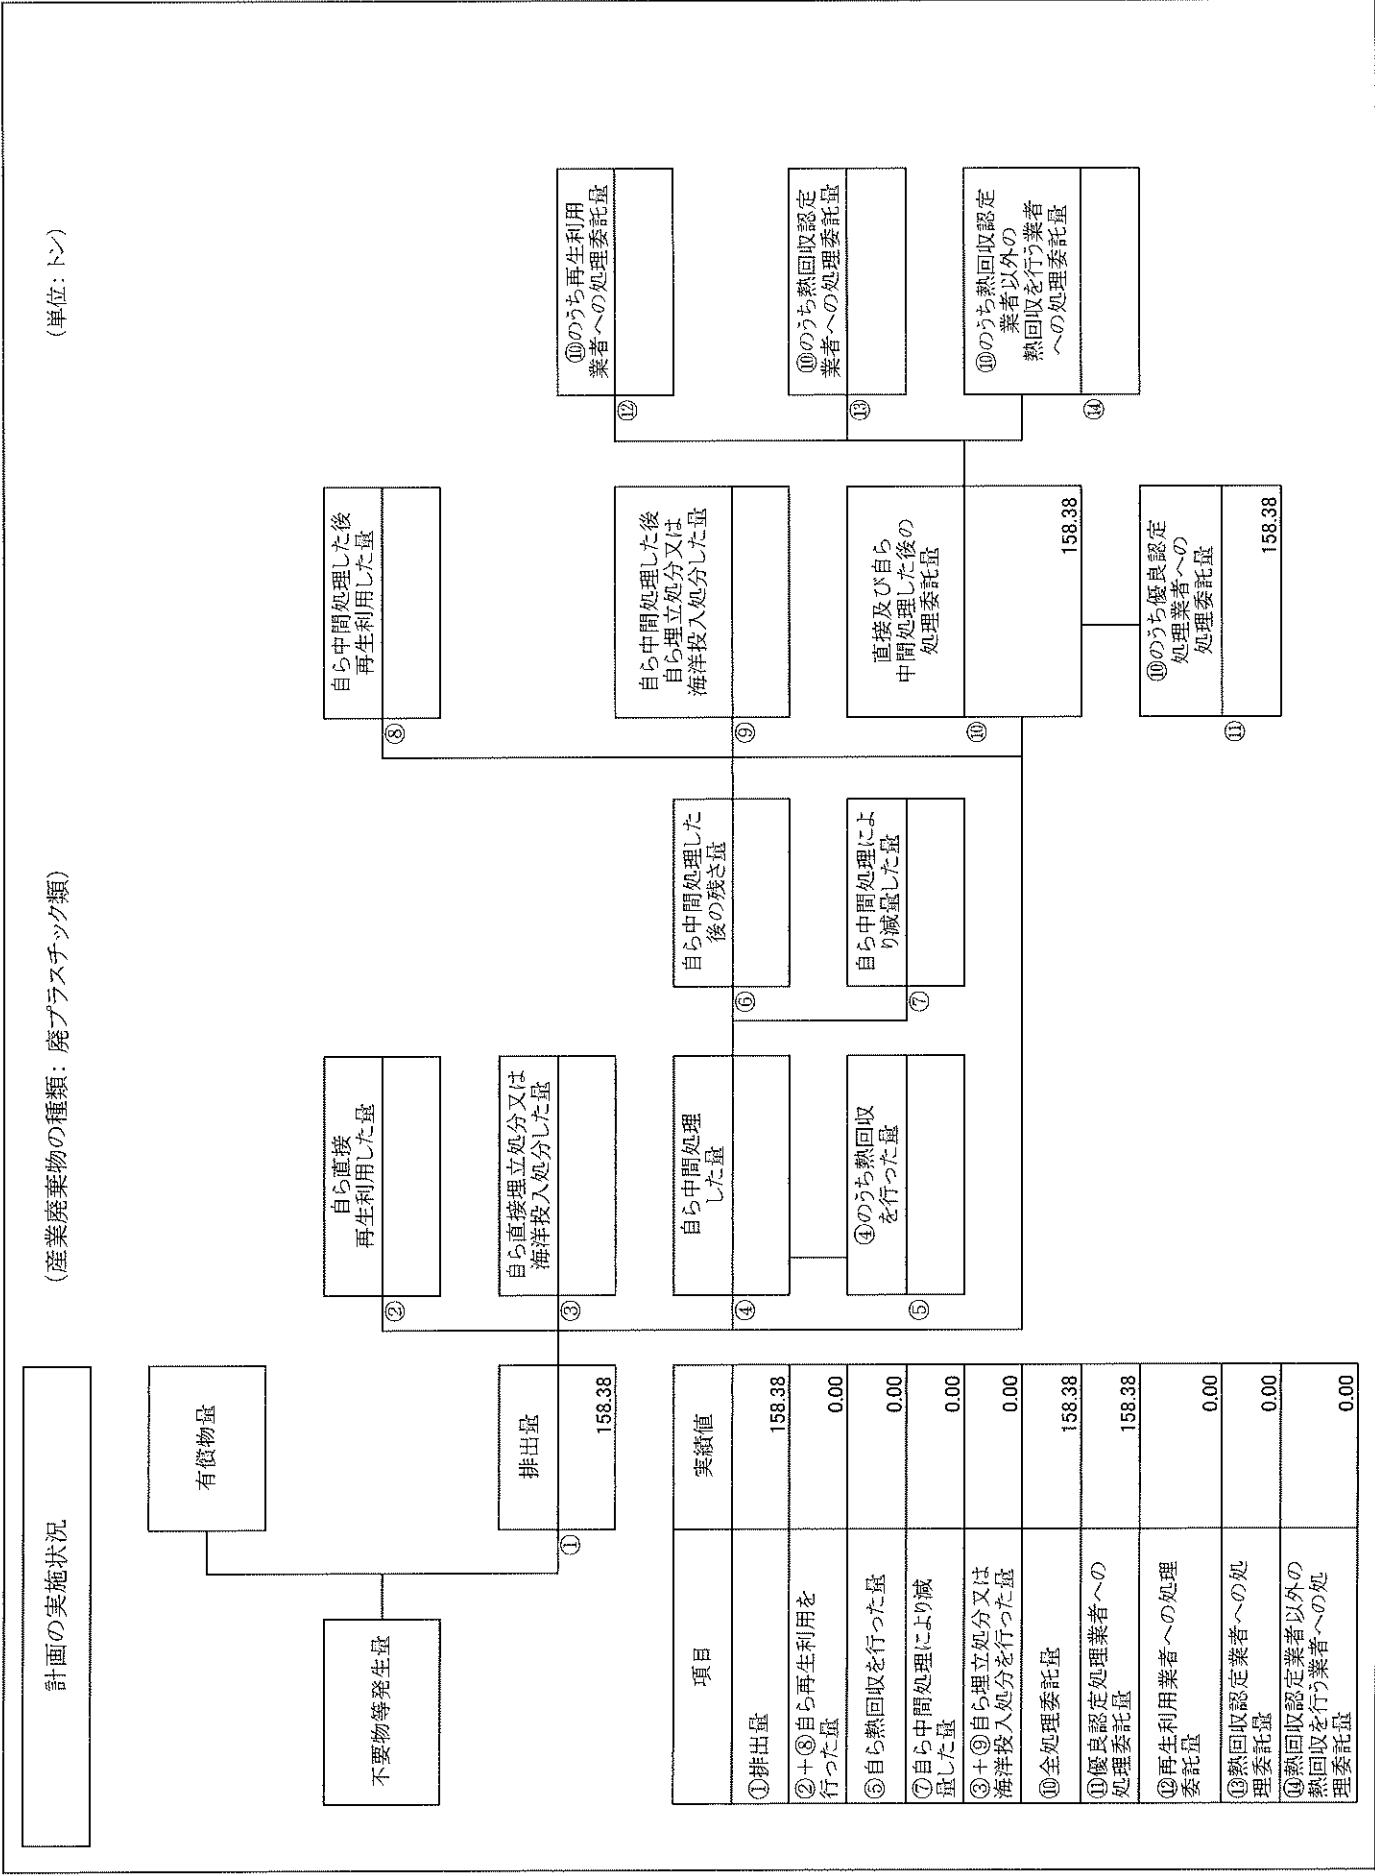 計画の実施状況
(産業廃棄物の種類: 廃プラスチック類)
(単位: トン)
不要物等発生量
有償物量
①
排出量
158.38
②
自ら直接
再生利用した量
③
自ら直接埋立処分又は
海洋投入処分した量
④
自ら中間処理
した量
⑤
④のうち熱回収
を行った量
⑥
自ら中間処理した
後の残さ量
⑦
自ら中間処理によ
り減量した量
⑧
自ら中間処理した後
再生利用した量
⑨
自ら中間処理した後
自ら埋立処分又は
海洋投入処分した量
⑩
直接及び自ら
中間処理した後の
処理委託量
158.38
⑪
⑩のうち優良認定
処理業者への
処理委託量
158.38
⑫
⑩のうち再生利用
業者への処理委託量
⑬
⑩のうち熱回収認定
業者への処理委託量
⑭
⑩のうち熱回収認定
業者以外の
熱回収を行う業者
への処理委託量
項目 実績値
①排出量 158.38
②+⑧自ら再生利用を
行った量 0.00
⑤自ら熱回収を行った量 0.00
⑦自ら中間処理により減
量した量 0.00
③+⑨自ら埋立処分又は
海洋投入処分を行った量 0.00
⑩全処理委託量 158.38
⑪優良認定処理業者への
処理委託量 158.38
⑫再生利用業者への処理
委託量 0.00
⑬熱回収認定業者への処
理委託量 0.00
⑭熱回収認定業者以外の
熱回収を行う業者への処
理委託量 0.00